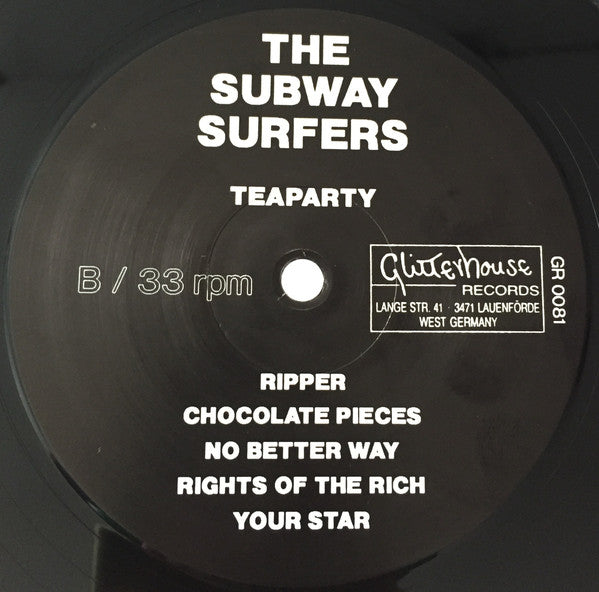 THE
SUBWAY
SURFERS
TEAPARTY
B / 33 rpm
Glitterhouse
RECORDS
LANGE STR. 41 · 3471 LAUENFÖRDE
WEST GERMANY
GR 0081
RIPPER
CHOCOLATE PIECES
NO BETTER WAY
RIGHTS OF THE RICH
YOUR STAR